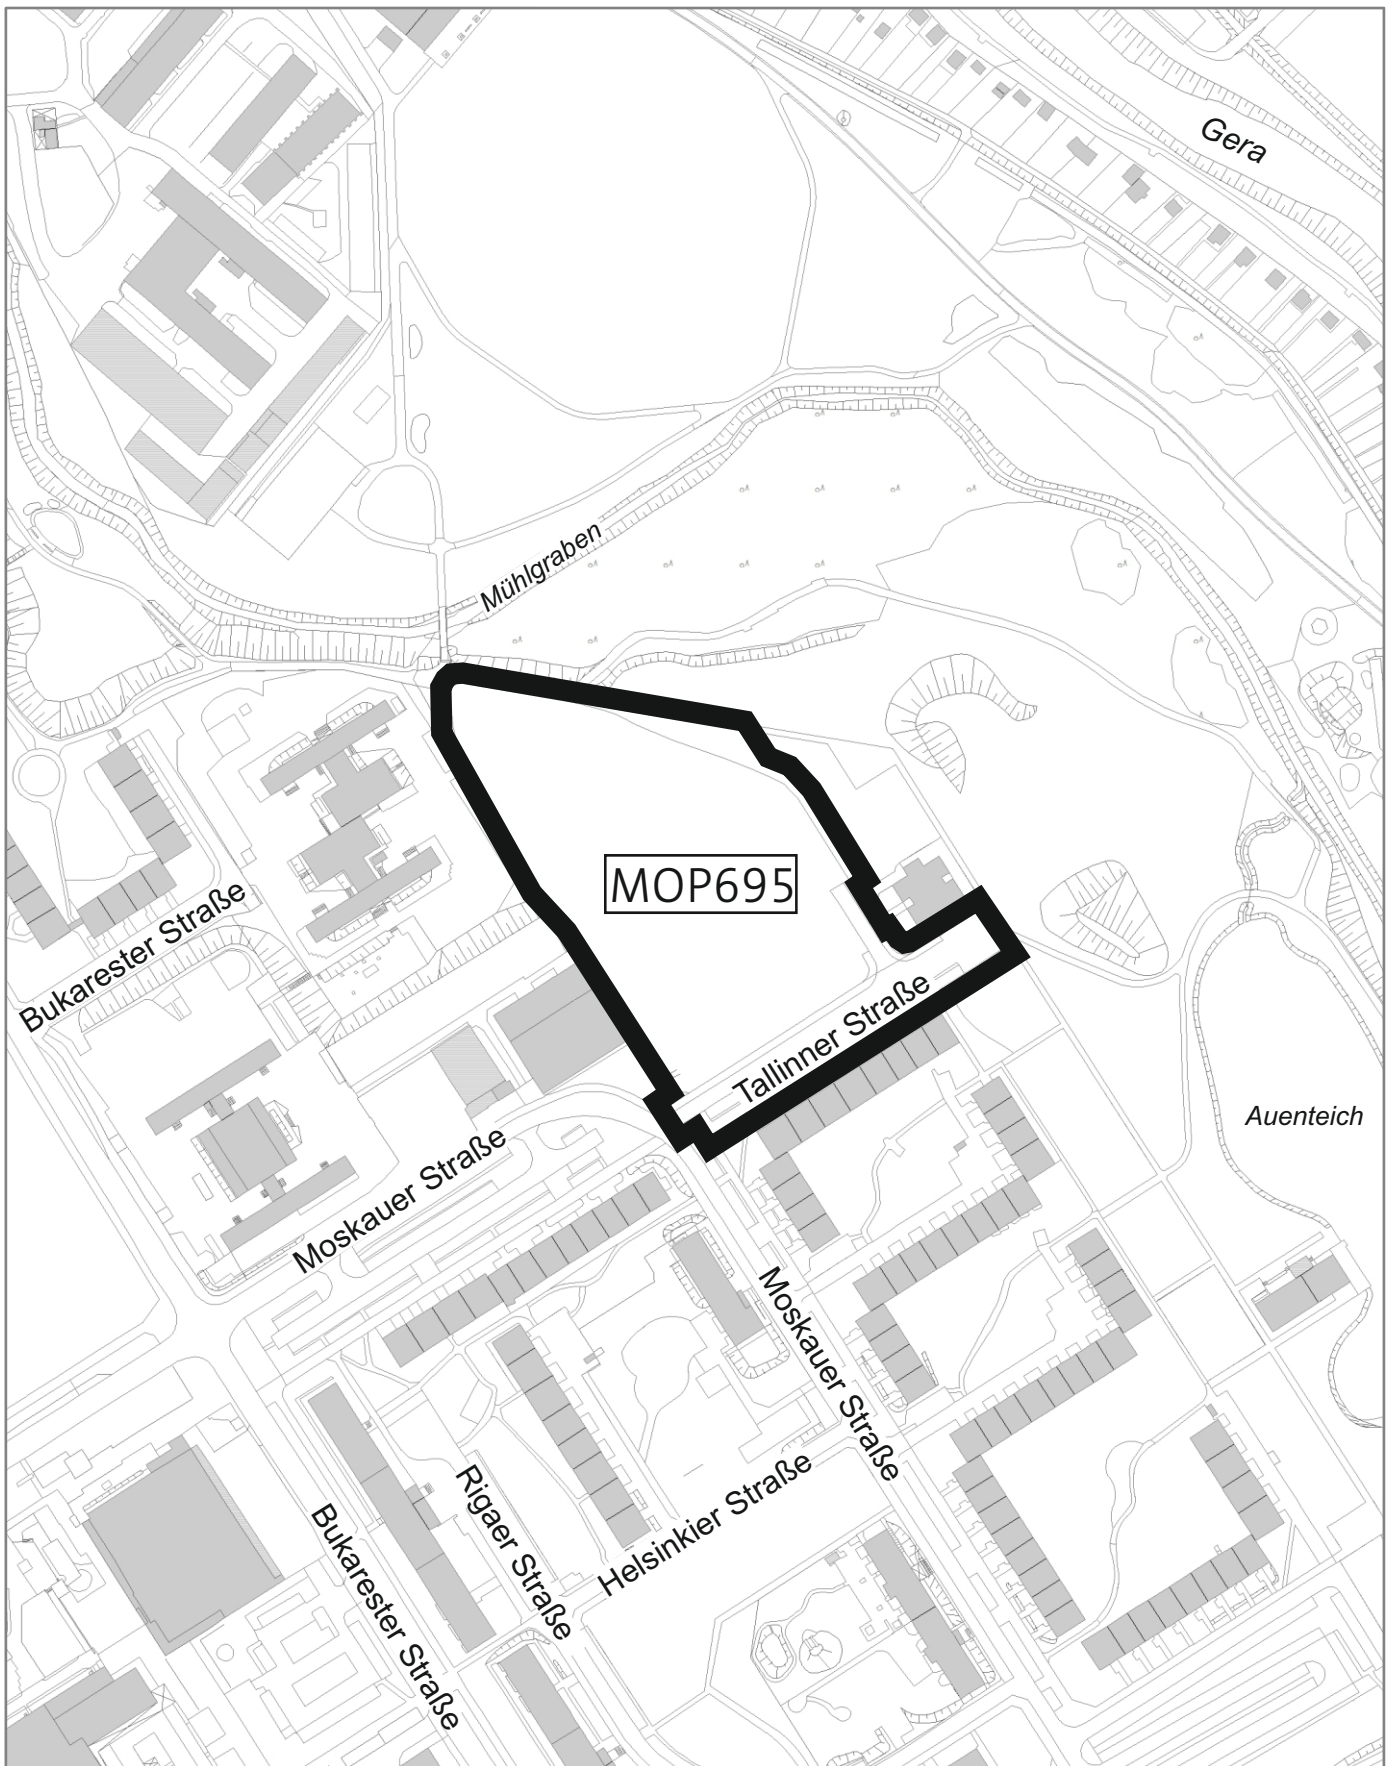 Gera
Mühlgraben
MOP695
Bukarester Straße
Tallinner Straße
Auenteich
Moskauer Straße
Moskauer Straße
Rigaer Straße
Helsinkier Straße
Bukarester Straße